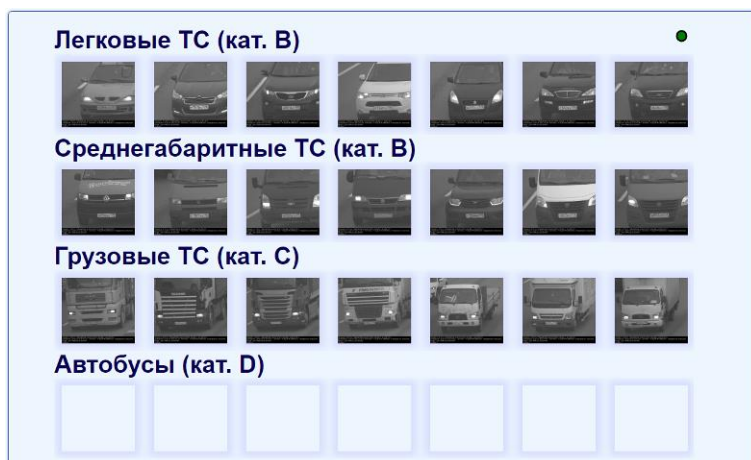 Легковые ТС (кат. B)
Среднегабаритные ТС (кат. B)
Грузовые ТС (кат. C)
Автобусы (кат. D)